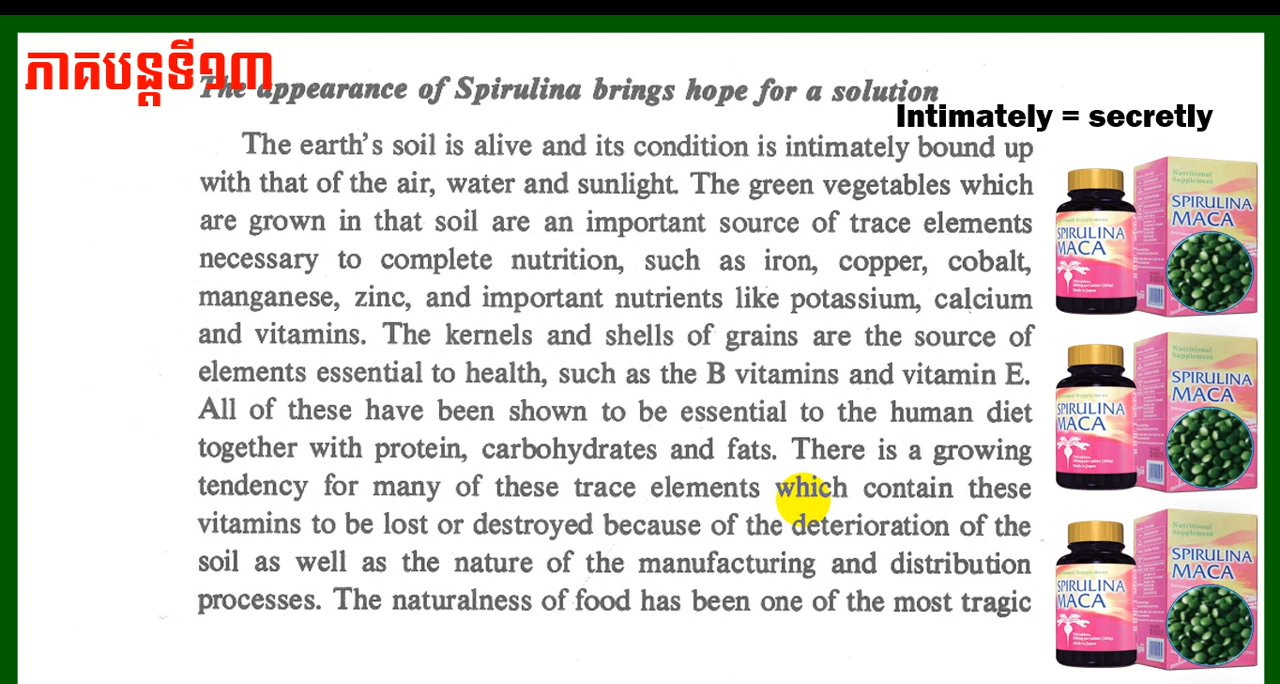 ភាគបន្តទី១៣
The appearance of Spirulina brings hope for a solution
Intimately = secretly
The earth's soil is alive and its condition is intimately bound up
with that of the air, water and sunlight. The green vegetables which
are grown in that soil are an important source of trace elements
necessary to complete nutrition, such as iron, copper, cobalt,
manganese, zinc, and important nutrients like potassium, calcium
and vitamins. The kernels and shells of grains are the source of
elements essential to health, such as the B vitamins and vitamin E.
All of these have been shown to be essential to the human diet
together with protein, carbohydrates and fats. There is a growing
tendency for many of these trace elements which contain these
vitamins to be lost or destroyed because of the deterioration of the
soil as well as the nature of the manufacturing and distribution
processes. The naturalness of food has been one of the most tragic
Nutritional
Supplement
SPIRULINA
MACA
SPIRULINA
MACA
Nutritional
Supplement
SPIRULINA
MACA
SPIRULINA
MACA
Nutritional
Supplement
SPIRULINA
MACA
SPIRULINA
MACA